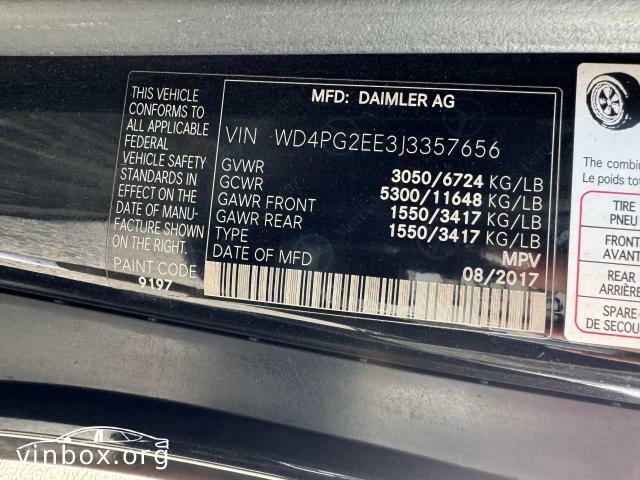 THIS VEHICLE
CONFORMS TO
ALL APPLICABLE
FEDERAL
VEHICLE SAFETY
STANDARDS IN
EFFECT ON THE
DATE OF MANU-
FACTURE SHOWN
ON THE RIGHT.
PAINT CODE
9197
MFD: DAIMLER AG
VIN WD4PG2EE3J3357656
GVWR 3050/6724 KG/LB
GCWR 5300/11648 KG/LB
GAWR FRONT 1550/3417 KG/LB
GAWR REAR 1550/3417 KG/LB
TYPE MPV
DATE OF MFD 08/2017
The combine
Le poids tot
TIRE
PNEU
FRONT
AVANT
REAR
ARRIÈRE
SPARE
DE SECOU
vinbox.org